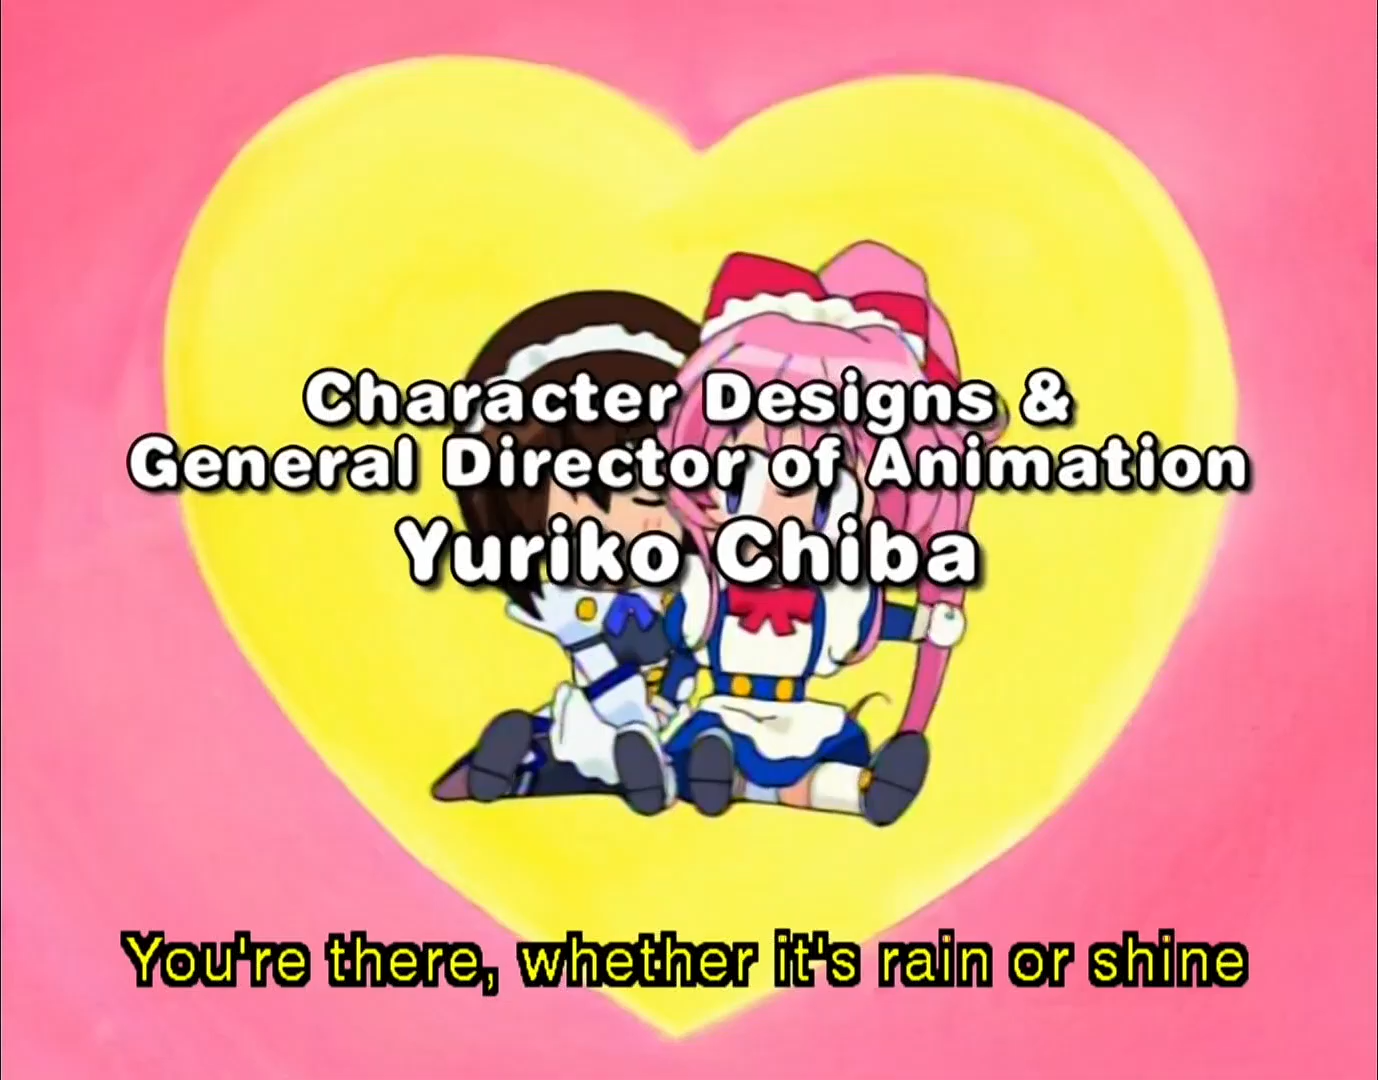 Character Designs &
General Director of Animation
Yuriko Chiba
You're there, whether it's rain or shine